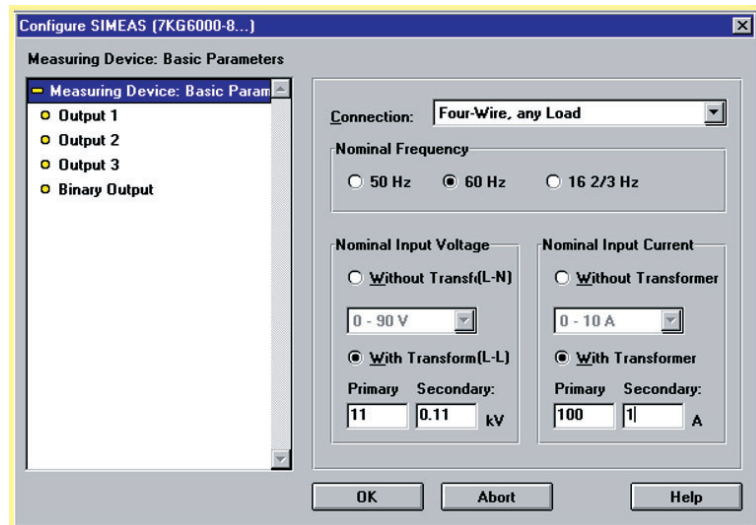 Configure SIMEAS (7KG6000-8...)
Measuring Device: Basic Parameters
Measuring Device: Basic Param
Output 1
Output 2
Output 3
Binary Output
Connection: Four-Wire, any Load
Nominal Frequency
50 Hz 60 Hz 16 2/3 Hz
Nominal Input Voltage
Without Transf(L-N)
0 - 90 V
With Transform(L-L)
Primary Secondary:
11 0.11 kV
Nominal Input Current
Without Transformer
0 - 10 A
With Transformer
Primary Secondary:
100 1 A
OK Abort Help